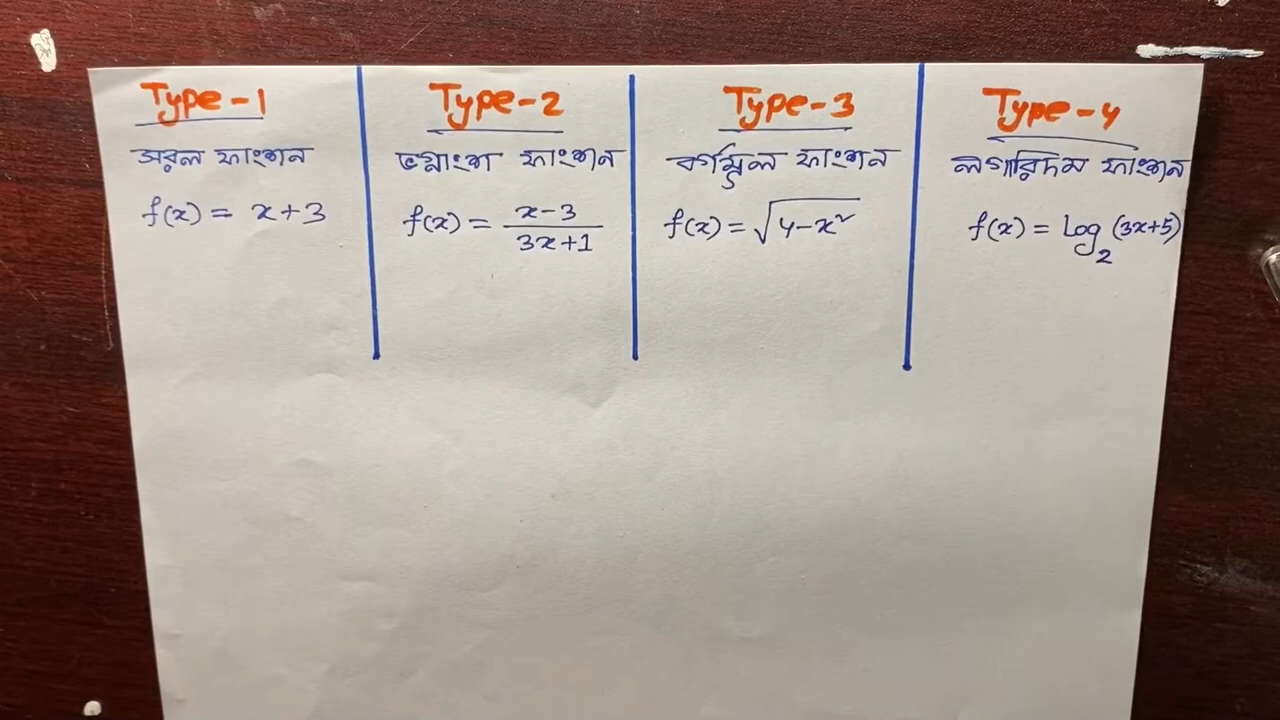 Type-1
সরল ফাংশন
f(x) = x+3
Type-2
ভগ্নাংশ ফাংশন
f(x) = \frac{x-3}{3x+1}
Type-3
বর্গমূল ফাংশন
f(x) = √(4-x²)
Type-4
লগারিদম ফাংশন
f(x) = log₂(3x+5)